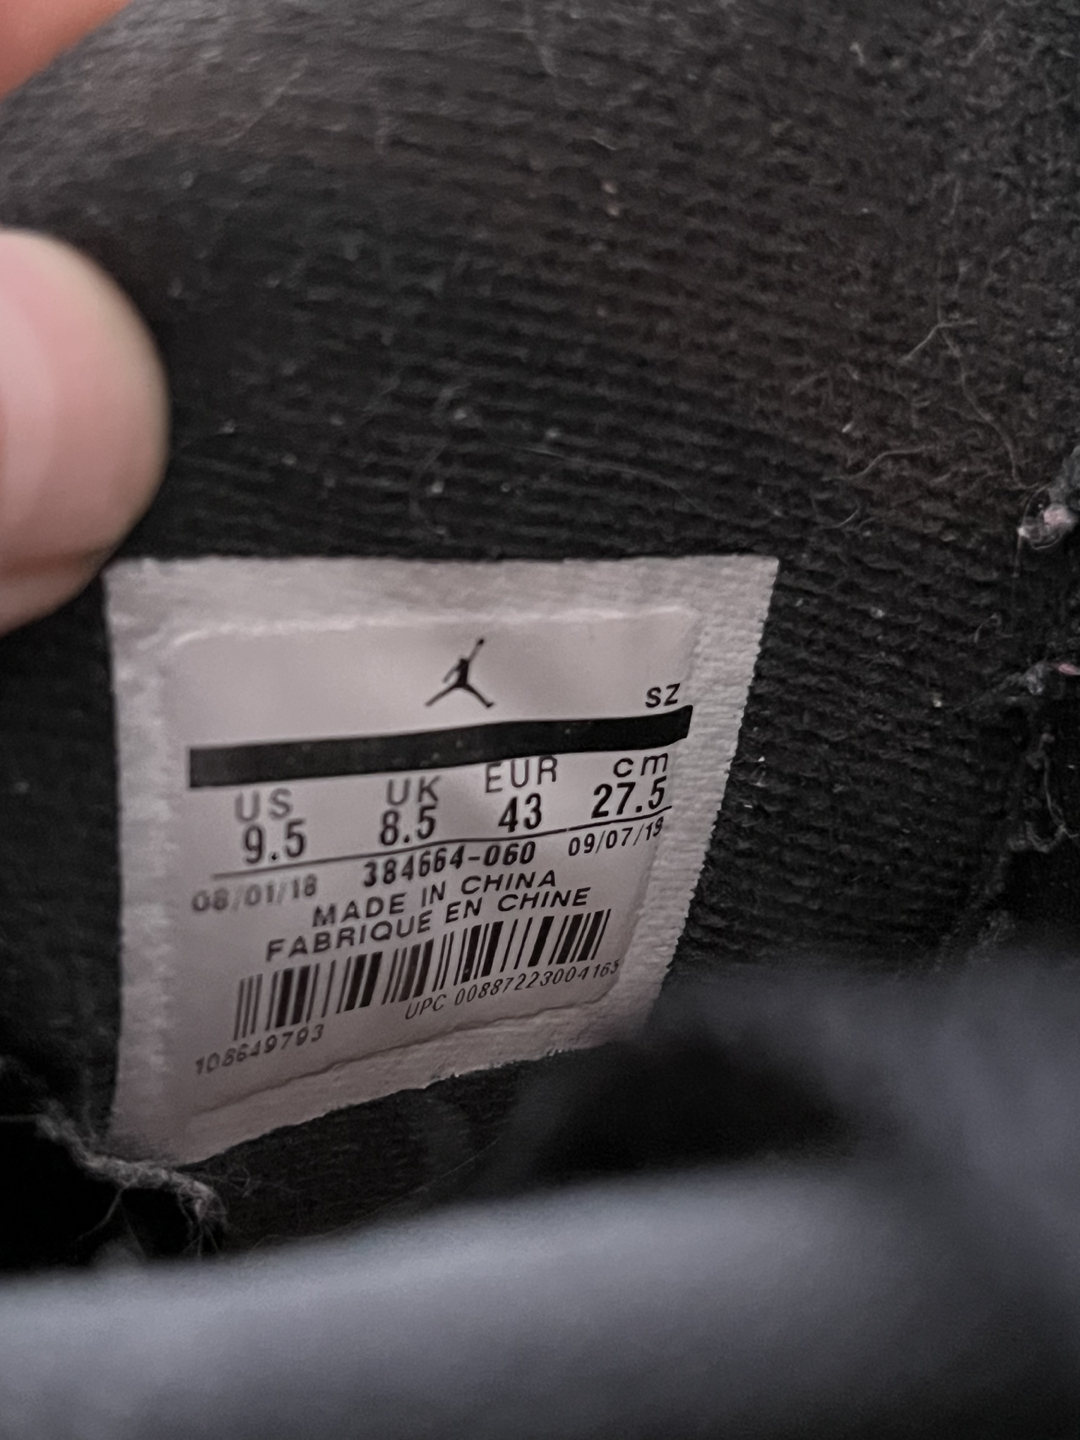 SZ
US UK EUR cm
9.5 8.5 43 27.5
08/01/18 384664-060 09/07/19
MADE IN CHINA
FABRIQUE EN CHINE
108649793 UPC 00887223004165